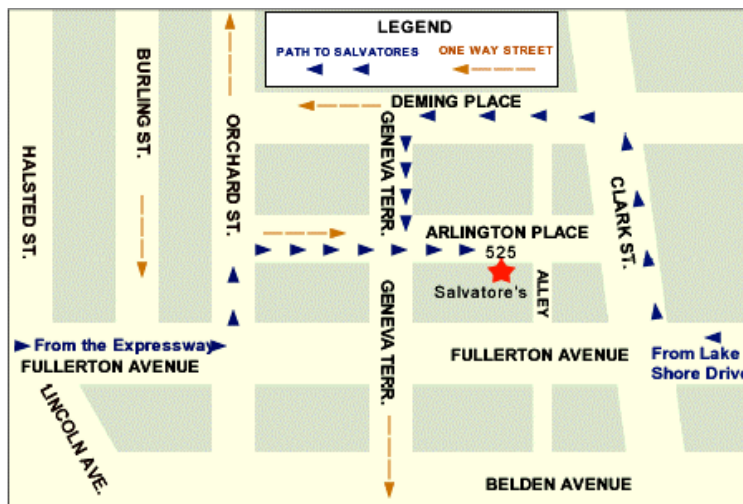 LEGEND
PATH TO SALVATORES
ONE WAY STREET
DEMING PLACE
BURLING ST.
ORCHARD ST.
HALSTED ST.
GENEVA TERR.
CLARK ST.
ARLINGTON PLACE
525
Salvatore's
ALLEY
GENEVA TERR.
From the Expressway
FULLERTON AVENUE
FULLERTON AVENUE
From Lake
Shore Drive
LINCOLN AVE.
BELDEN AVENUE